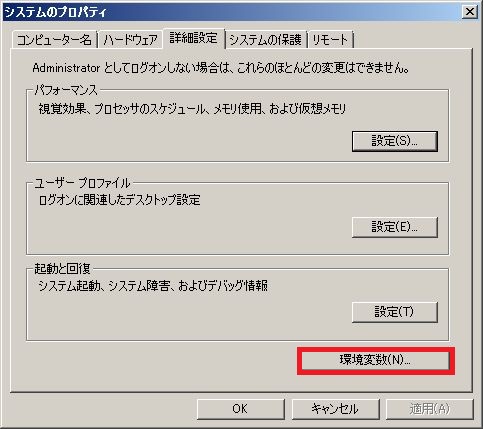 システムのプロパティ
コンピューター名 ハードウェア 詳細設定 システムの保護 リモート
Administrator としてログオンしない場合は、これらのほとんどの変更はできません。
パフォーマンス
視覚効果、プロセッサのスケジュール、メモリ使用、および仮想メモリ
設定(S)...
ユーザー プロファイル
ログオンに関連したデスクトップ設定
設定(E)...
起動と回復
システム起動、システム障害、およびデバッグ情報
設定(T)
環境変数(N)...
OK キャンセル 適用(A)